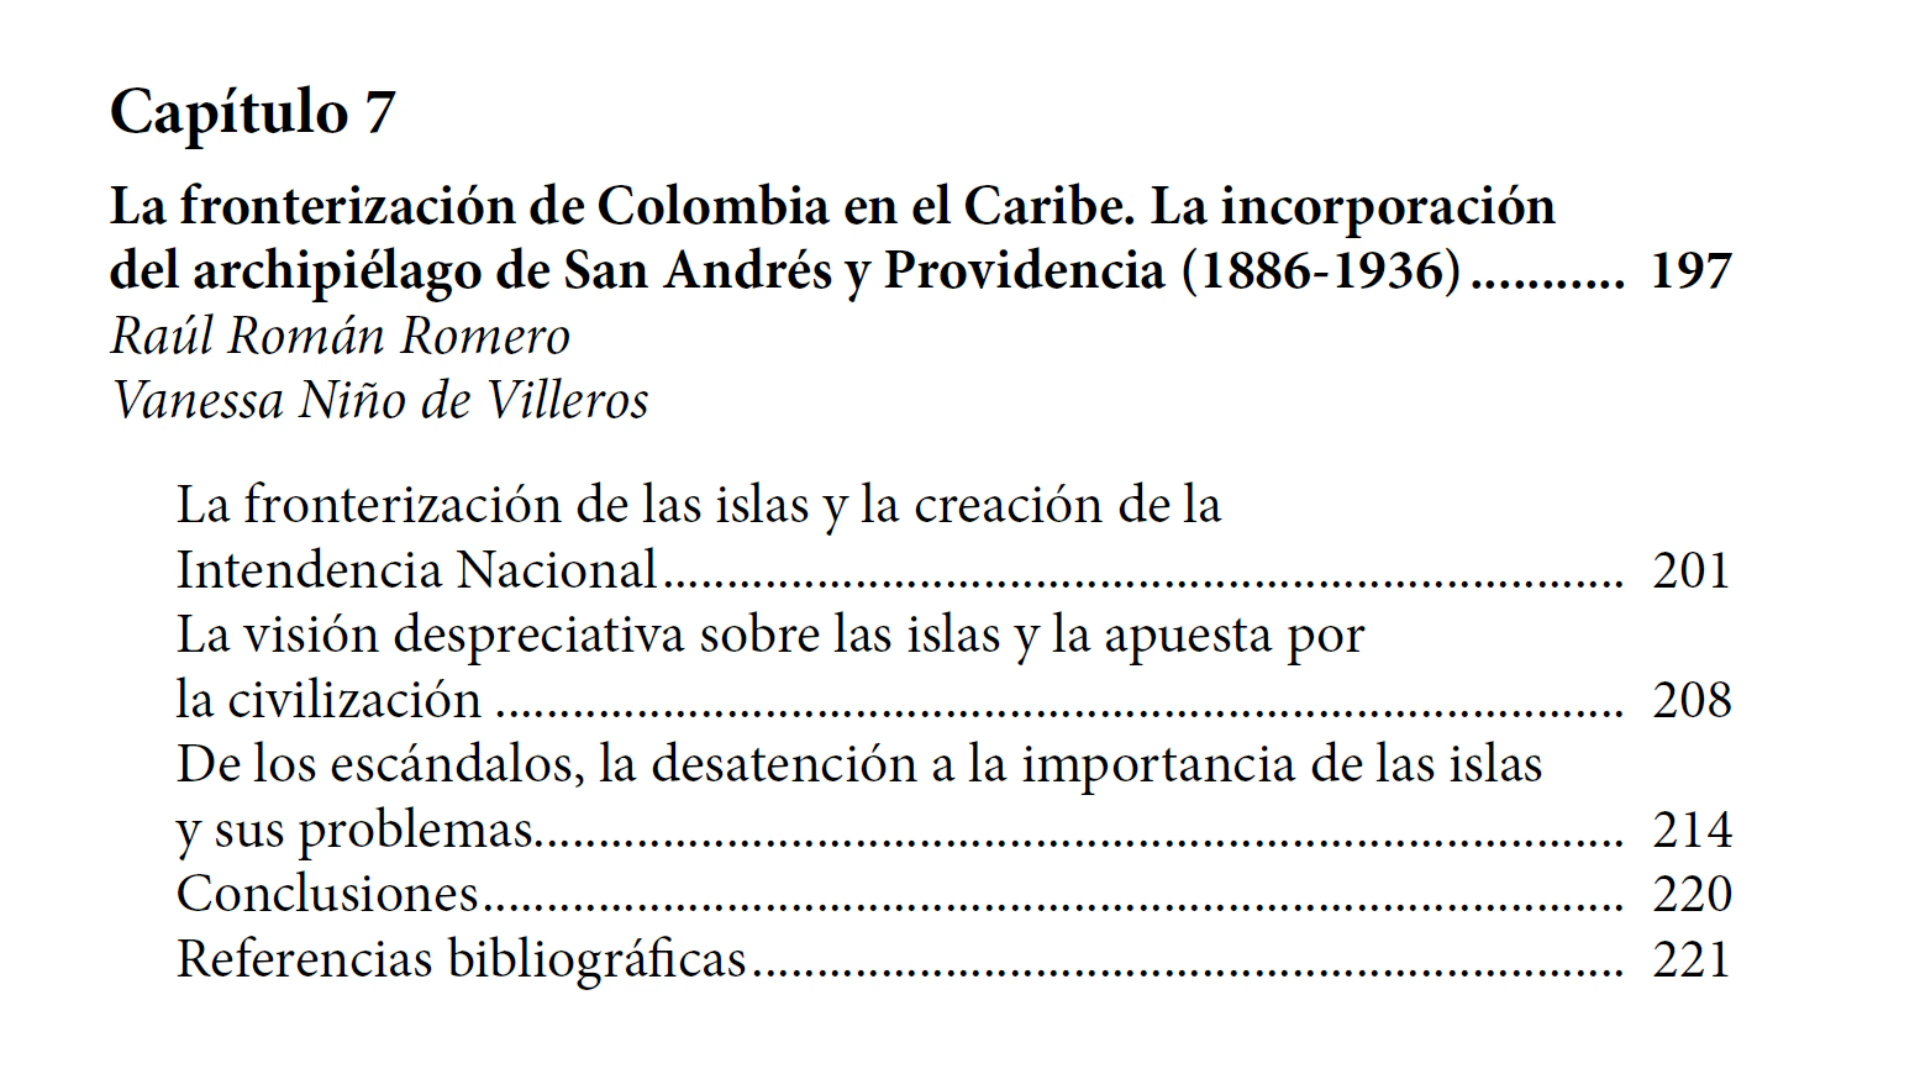 Capítulo 7
La fronterización de Colombia en el Caribe. La incorporación
del archipiélago de San Andrés y Providencia (1886-1936)........... 197
Raúl Román Romero
Vanessa Niño de Villeros
La fronterización de las islas y la creación de la
Intendencia Nacional........................................................................... 201
La visión despreciativa sobre las islas y la apuesta por
la civilización ........................................................................................ 208
De los escándalos, la desatención a la importancia de las islas
y sus problemas..................................................................................... 214
Conclusiones......................................................................................... 220
Referencias bibliográficas.................................................................... 221